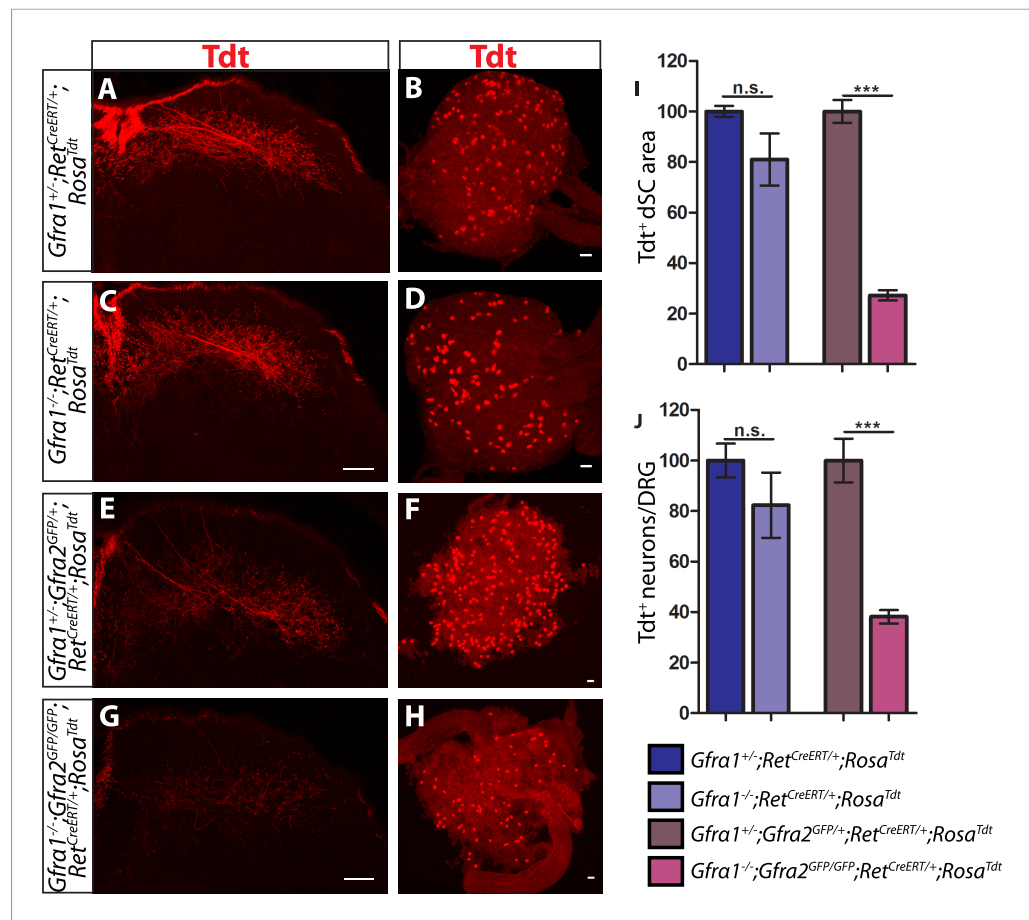 Tdt
Tdt
Gfra1+/-;RetCreERT/+;
RosaTdt
A
B
Gfra1-/-;RetCreERT/+;
RosaTdt
C
D
Gfra1+/-;Gfra2GFP/+;
RetCreERT/+;RosaTdt;
E
F
Gfra1-/-;Gfra2GFP/GFP;
RetCreERT/+;RosaTdt;
G
H
I
Tdt+ dSC area
120
100
80
60
40
20
0
n.s.
***
J
Tdt+ neurons/DRG
120
100
80
60
40
20
0
n.s.
***
Gfra1+/-;RetCreERT/+;RosaTdt
Gfra1-/-;RetCreERT/+;RosaTdt
Gfra1+/-;Gfra2GFP/+;RetCreERT/+;RosaTdt
Gfra1-/-;Gfra2GFP/GFP;RetCreERT/+;RosaTdt